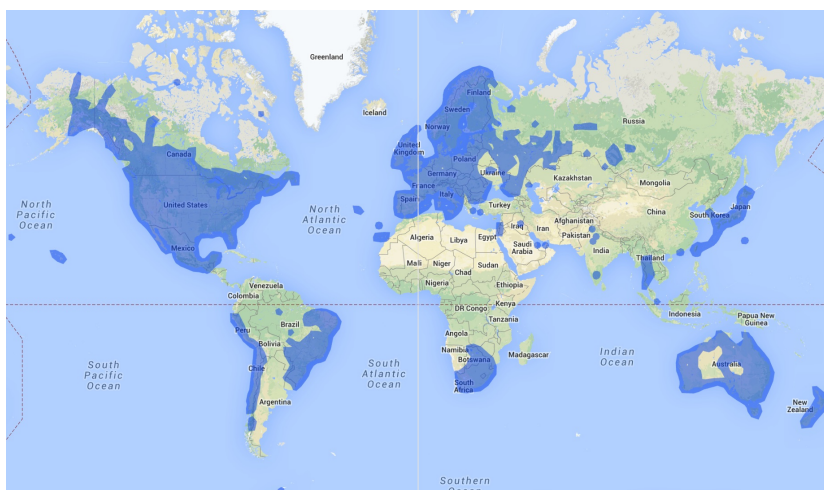 Greenland
Iceland
Finland
Sweden
Norway
Russia
United
Kingdom
Canada
Poland
Germany
Ukraine
Kazakhstan
Mongolia
France
Italy
Spain
Turkey
United States
North
Pacific
Ocean
North
Atlantic
Ocean
Japan
South Korea
China
Afghanistan
Iraq
Iran
Pakistan
Algeria
Libya
Egypt
Saudi
Arabia
India
Mexico
Mali
Niger
Chad
Sudan
Thailand
Nigeria
Ethiopia
Venezuela
Colombia
DR Congo
Kenya
Tanzania
Indonesia
Papua New
Guinea
Peru
Brazil
Bolivia
Angola
Namibia
Botswana
Madagascar
Indian
Ocean
South
Pacific
Ocean
Chile
South
Atlantic
Ocean
South
Africa
Australia
Argentina
New
Zealand
Southern